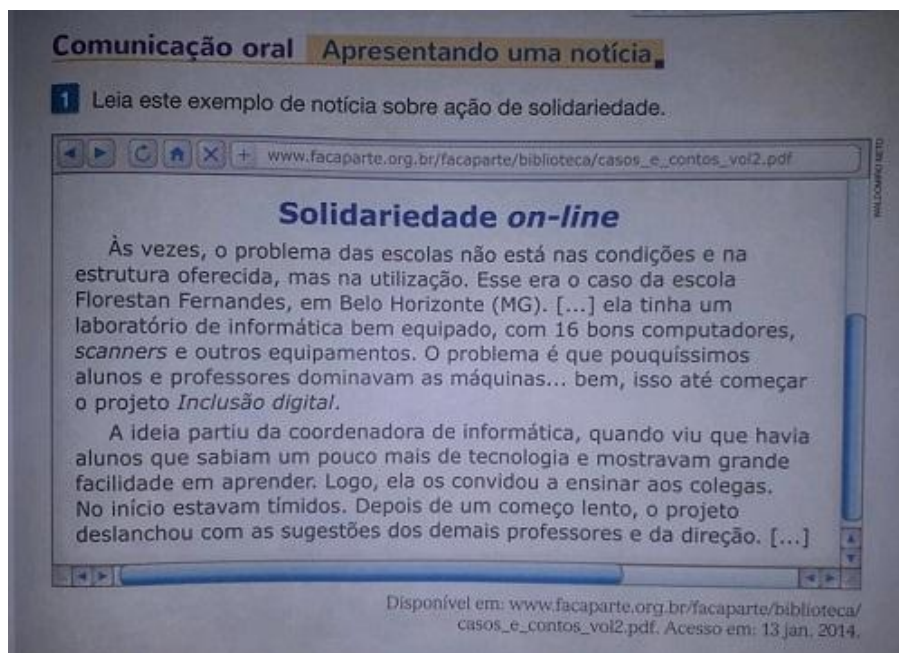 Comunicação oral Apresentando uma notícia
1 Leia este exemplo de notícia sobre ação de solidariedade.
www.facaparte.org.br/facaparte/biblioteca/casos_e_contos_vol2.pdf
WALDOMIRO NETO
Solidariedade on-line
Às vezes, o problema das escolas não está nas condições e na
estrutura oferecida, mas na utilização. Esse era o caso da escola
Florestan Fernandes, em Belo Horizonte (MG). [...] ela tinha um
laboratório de informática bem equipado, com 16 bons computadores,
scanners e outros equipamentos. O problema é que pouquíssimos
alunos e professores dominavam as máquinas... bem, isso até começar
o projeto Inclusão digital.
A ideia partiu da coordenadora de informática, quando viu que havia
alunos que sabiam um pouco mais de tecnologia e mostravam grande
facilidade em aprender. Logo, ela os convidou a ensinar aos colegas.
No início estavam tímidos. Depois de um começo lento, o projeto
deslanchou com as sugestões dos demais professores e da direção. [...]
Disponível em: www.facaparte.org.br/facaparte/biblioteca/
casos_e_contos_vol2.pdf. Acesso em: 13 jan. 2014.